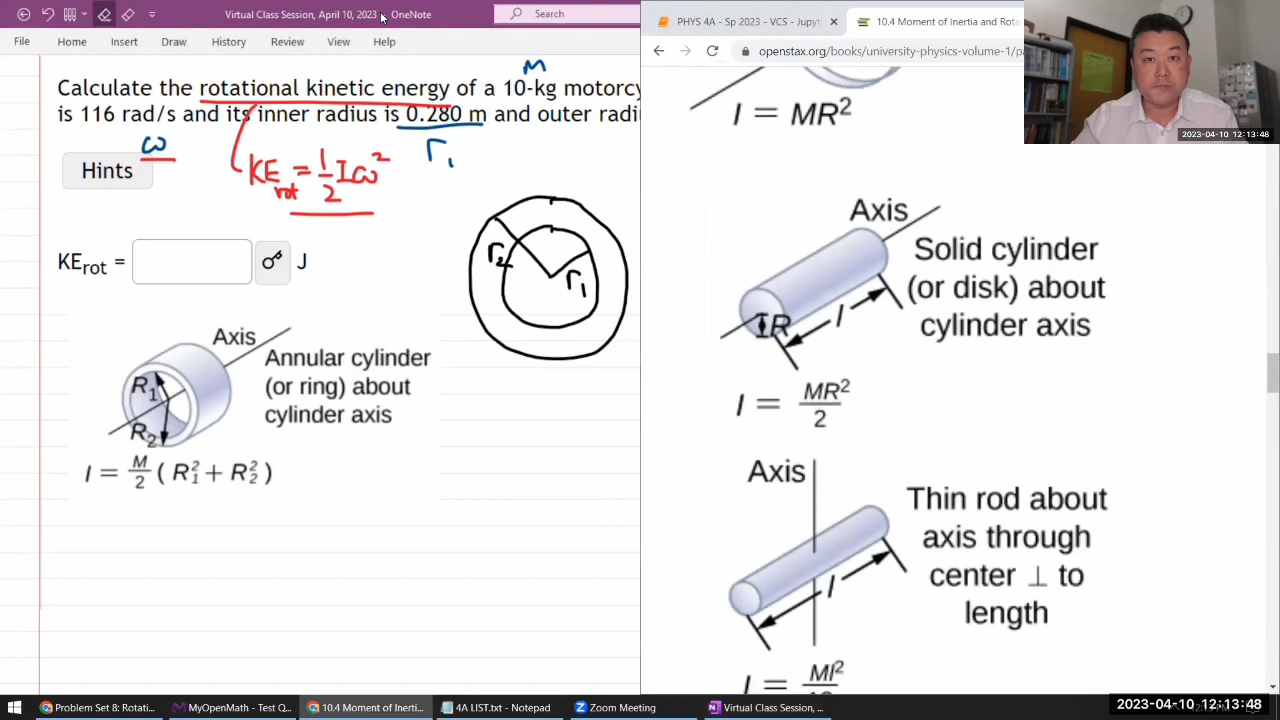 Virtual Class Session, April 10, 2023 - OneNote
Search
File
Home
Insert
Draw
History
Review
View
Help
M
Calculate the rotational kinetic energy of a 10-kg motorcy
is 116 rad/s and its inner radius is 0.280 m and outer radi
ω
r1
Hints
KErot = 1/2 Iω²
KErot =
J
r2
r1
Axis
R1
R2
Annular cylinder
(or ring) about
cylinder axis
I = M/2 ( R1² + R2² )
PHYS 4A - Sp 2023 - VCS - Jupyt
10.4 Moment of Inertia and Rota
openstax.org/books/university-physics-volume-1/pa
2023-04-10 12:13:48
I = MR²
Axis
R
l
Solid cylinder
(or disk) about
cylinder axis
I = MR²/2
Axis
l
Thin rod about
axis through
center ⊥ to
length
I = Ml²
Problem Set 8: Rotati...
MyOpenMath - Test Q...
10.4 Moment of Inerti...
4A LIST.txt - Notepad
Zoom Meeting
Virtual Class Session, ...
2023-04-10 12:13:48